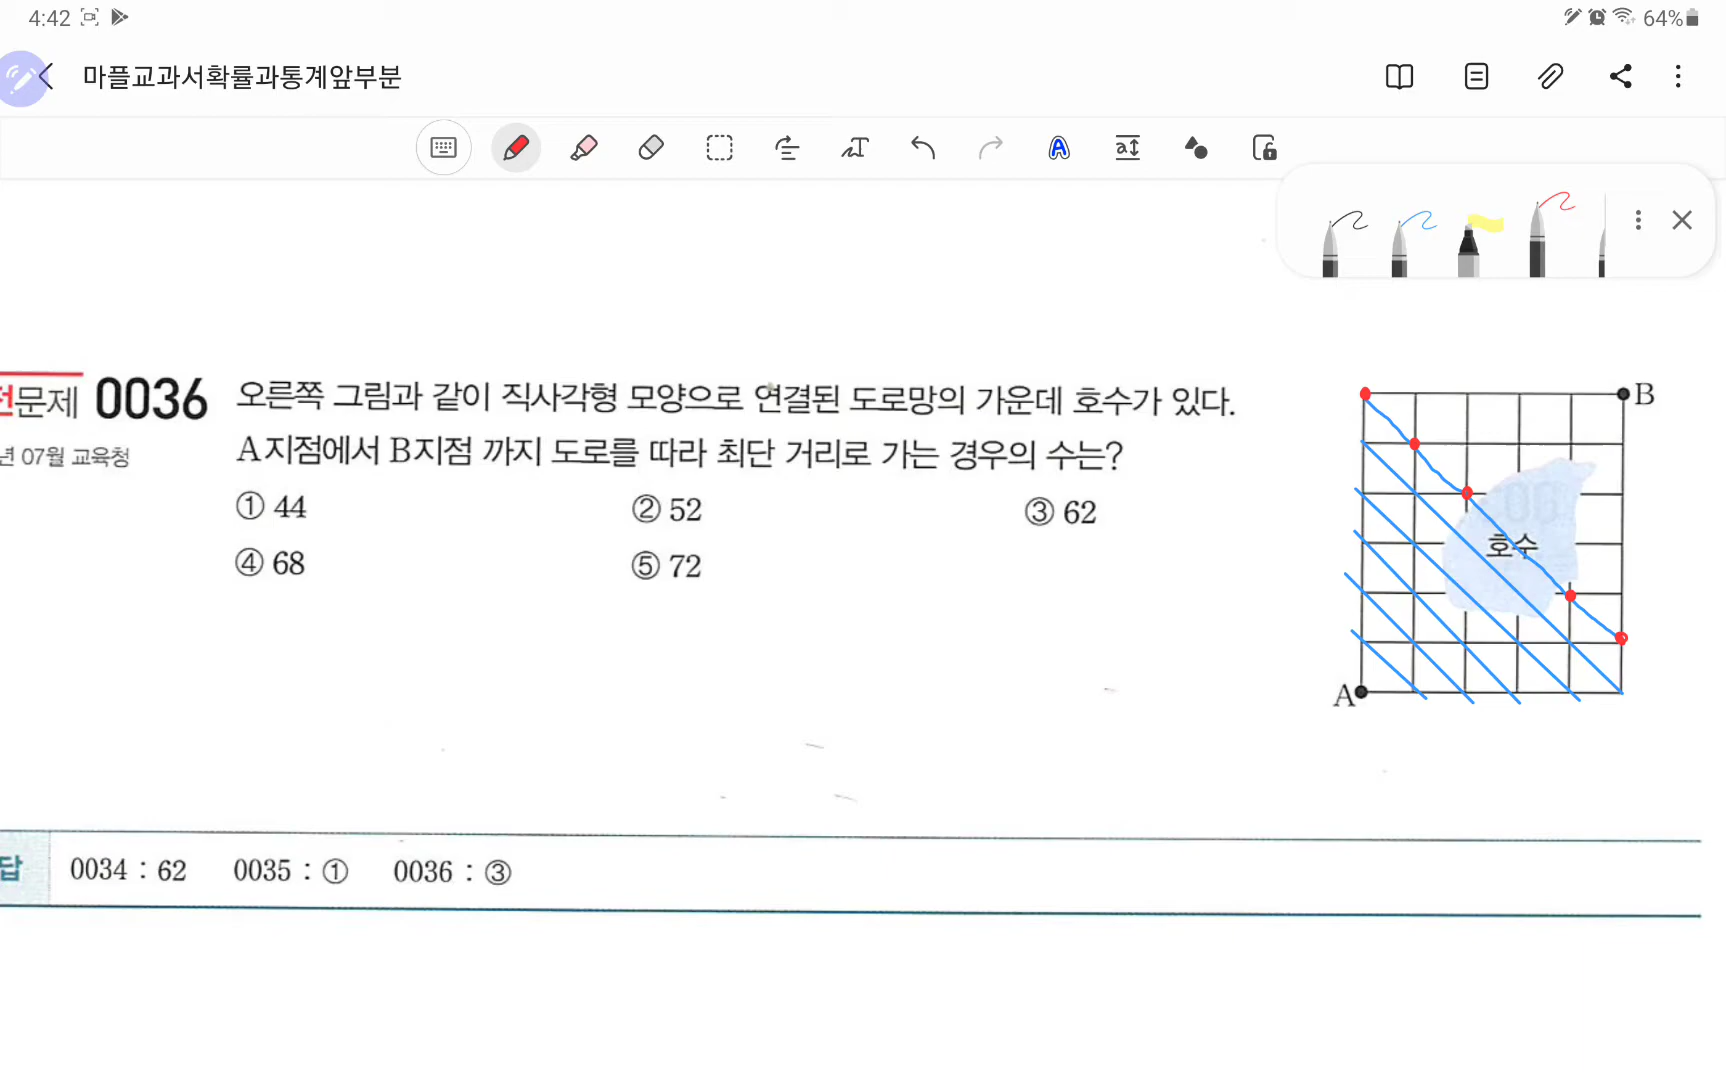 4:42
64%
마플교과서확률과통계앞부분
전문제 0036 오른쪽 그림과 같이 직사각형 모양으로 연결된 도로망의 가운데 호수가 있다.
년 07월 교육청 A지점에서 B지점 까지 도로를 따라 최단 거리로 가는 경우의 수는?
① 44 ② 52 ③ 62
④ 68 ⑤ 72
B
호수
A
답 0034 : 62 0035 : ① 0036 : ③